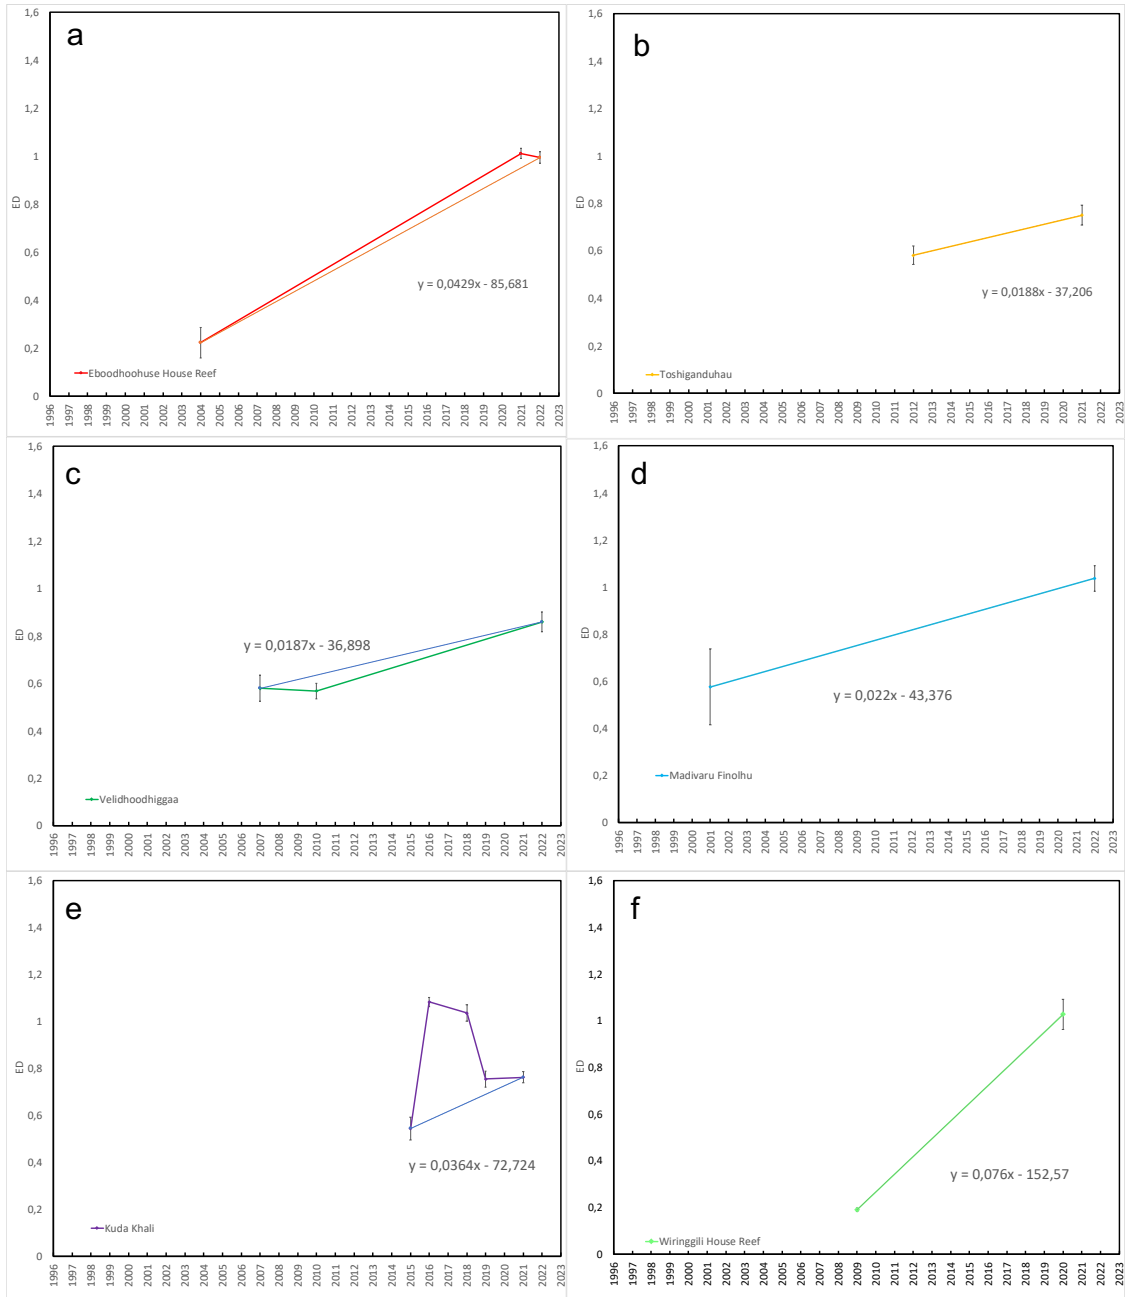 a
1,6
1,4
1,2
1
0,8
0,6
0,4
0,2
0
ED
y = 0,0429x - 85,681
Eboodhoohuse House Reef
1996 1997 1998 1999 2000 2001 2002 2003 2004 2005 2006 2007 2008 2009 2010 2011 2012 2013 2014 2015 2016 2017 2018 2019 2020 2021 2022 2023
b
1,6
1,4
1,2
1
0,8
0,6
0,4
0,2
0
ED
y = 0,0188x - 37,206
Toshiganduhau
1996 1997 1998 1999 2000 2001 2002 2003 2004 2005 2006 2007 2008 2009 2010 2011 2012 2013 2014 2015 2016 2017 2018 2019 2020 2021 2022 2023
c
1,6
1,4
1,2
1
0,8
0,6
0,4
0,2
0
ED
y = 0,0187x - 36,898
Velidhoodhiggaa
1996 1997 1998 1999 2000 2001 2002 2003 2004 2005 2006 2007 2008 2009 2010 2011 2012 2013 2014 2015 2016 2017 2018 2019 2020 2021 2022 2023
d
1,6
1,4
1,2
1
0,8
0,6
0,4
0,2
0
ED
y = 0,022x - 43,376
Madivaru Finolhu
1996 1997 1998 1999 2000 2001 2002 2003 2004 2005 2006 2007 2008 2009 2010 2011 2012 2013 2014 2015 2016 2017 2018 2019 2020 2021 2022 2023
e
1,6
1,4
1,2
1
0,8
0,6
0,4
0,2
0
ED
y = 0,0364x - 72,724
Kuda Khali
1996 1997 1998 1999 2000 2001 2002 2003 2004 2005 2006 2007 2008 2009 2010 2011 2012 2013 2014 2015 2016 2017 2018 2019 2020 2021 2022 2023
f
1,6
1,4
1,2
1
0,8
0,6
0,4
0,2
0
ED
y = 0,076x - 152,57
Wiringgili House Reef
1996 1997 1998 1999 2000 2001 2002 2003 2004 2005 2006 2007 2008 2009 2010 2011 2012 2013 2014 2015 2016 2017 2018 2019 2020 2021 2022 2023